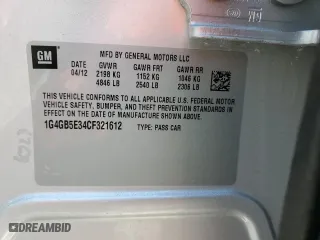 GM
MFD BY GENERAL MOTORS LLC
DATE GVWR GAWR FRT GAWR RR
04/12 2198 KG 1152 KG 1046 KG
4846 LB 2540 LB 2306 LB
THIS VEHICLE CONFORMS TO ALL APPLICABLE U.S. FEDERAL MOTOR
VEHICLE SAFETY, BUMPER, AND THEFT PREVENTION STANDARDS IN
EFFECT ON THE DATE OF MANUFACTURE SHOWN ABOVE.
1G4GB5E34CF321612 TYPE: PASS CAR
©AutoBidMaster